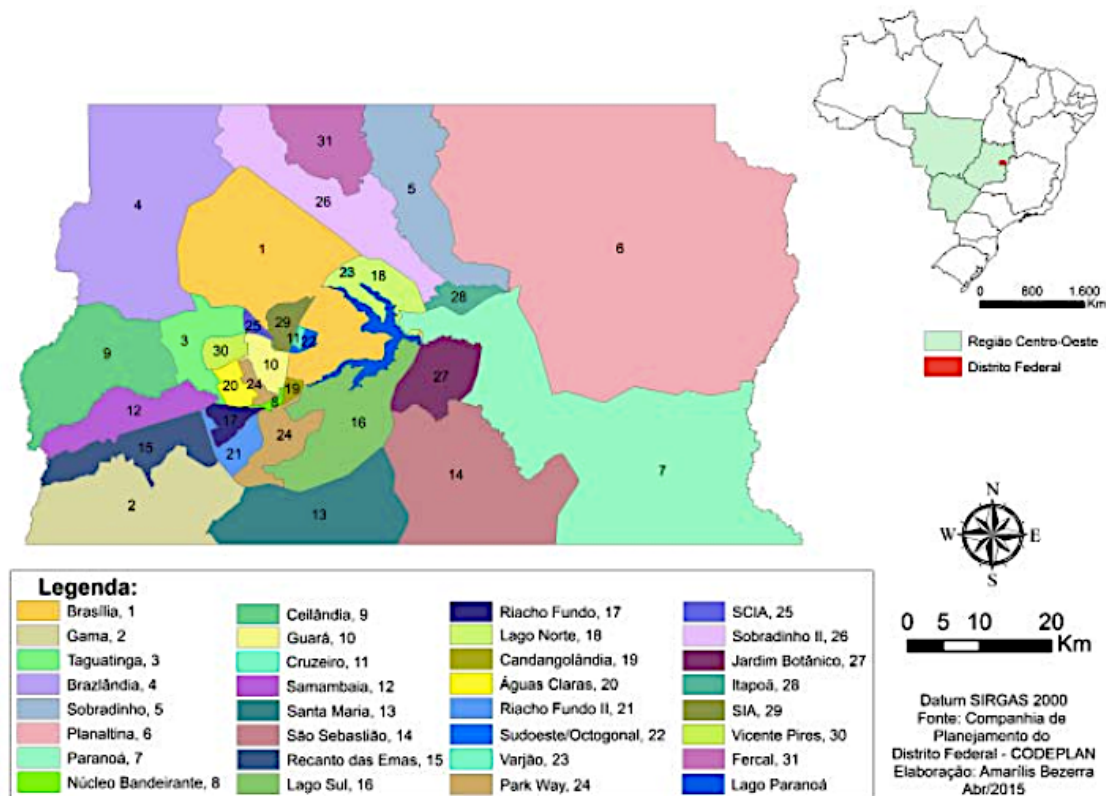 31
4
5
26
6
1
23
18
28
25
29
11
22
3
30
9
10
27
20
24
19
8
12
16
17
24
15
21
14
7
2
13
0 800 1.600
Km
Região Centro-Oeste
Distrito Federal
N
W E
S
0 5 10 20
Km
Datum SIRGAS 2000
Fonte: Companhia de
Planejamento do
Distrito Federal - CODEPLAN
Elaboração: Amarílis Bezerra
Abr/2015
Legenda:
Brasília, 1
Gama, 2
Taguatinga, 3
Brazlândia, 4
Sobradinho, 5
Planaltina, 6
Paranoá, 7
Núcleo Bandeirante, 8
Ceilândia, 9
Guará, 10
Cruzeiro, 11
Samambaia, 12
Santa Maria, 13
São Sebastião, 14
Recanto das Emas, 15
Lago Sul, 16
Riacho Fundo, 17
Lago Norte, 18
Candangolândia, 19
Águas Claras, 20
Riacho Fundo II, 21
Sudoeste/Octogonal, 22
Varjão, 23
Park Way, 24
SCIA, 25
Sobradinho II, 26
Jardim Botânico, 27
Itapoã, 28
SIA, 29
Vicente Pires, 30
Fercal, 31
Lago Paranoá